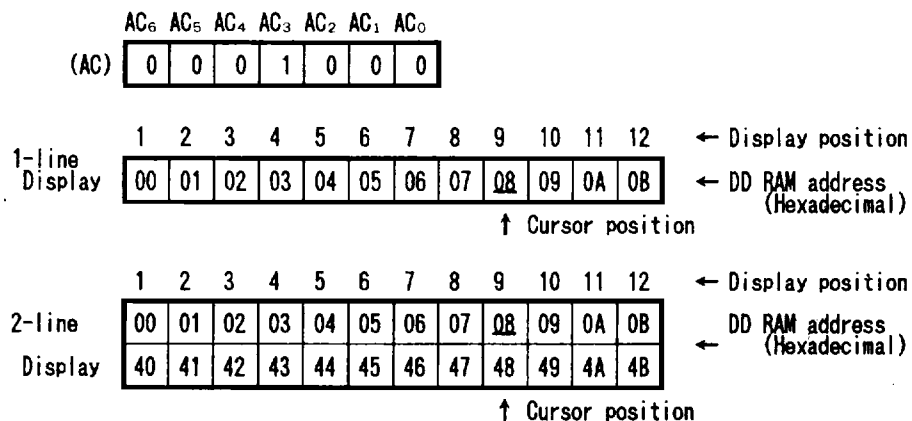 AC₆ AC₅ AC₄ AC₃ AC₂ AC₁ AC₀
(AC) 0 0 0 1 0 0 0
1 2 3 4 5 6 7 8 9 10 11 12 ← Display position
1-line Display 00 01 02 03 04 05 06 07 08 09 0A 0B ← DD RAM address (Hexadecimal)
↑ Cursor position
1 2 3 4 5 6 7 8 9 10 11 12 ← Display position
2-line 00 01 02 03 04 05 06 07 08 09 0A 0B DD RAM address
Display 40 41 42 43 44 45 46 47 48 49 4A 4B ← (Hexadecimal)
↑ Cursor position